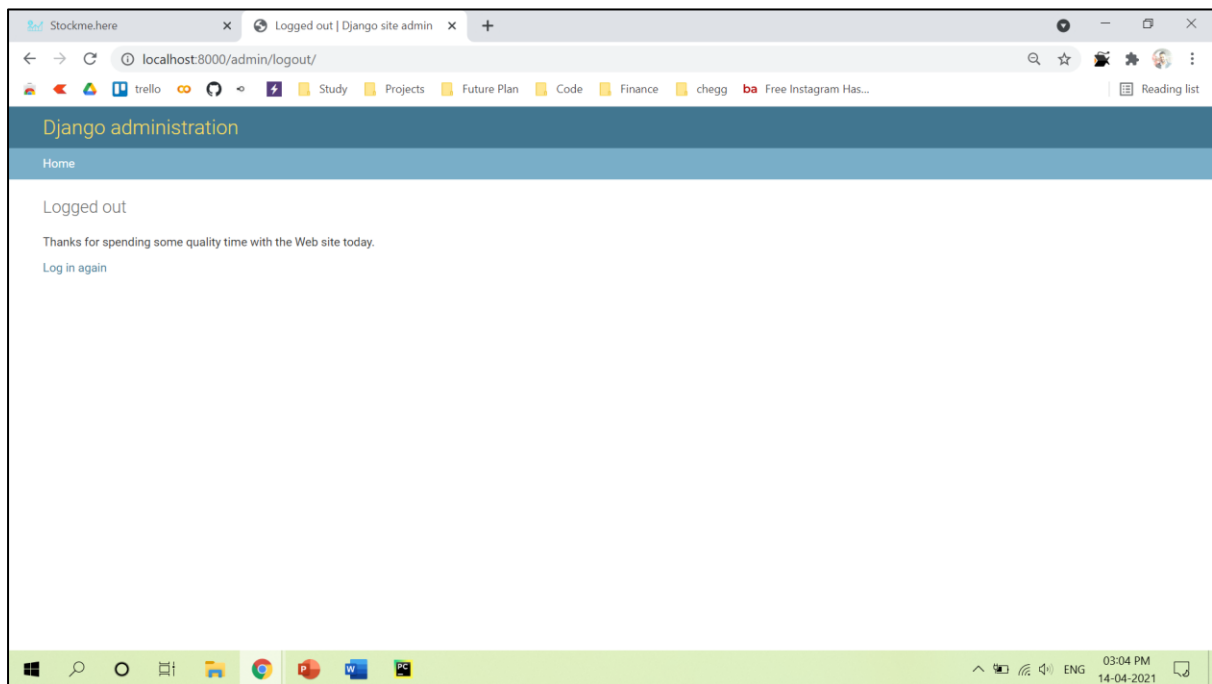 Stockme.here
Logged out | Django site admin
localhost:8000/admin/logout/
trello
Study
Projects
Future Plan
Code
Finance
chegg
ba Free Instagram Has...
Reading list
Django administration
Home
Logged out
Thanks for spending some quality time with the Web site today.
Log in again
ENG
03:04 PM
14-04-2021